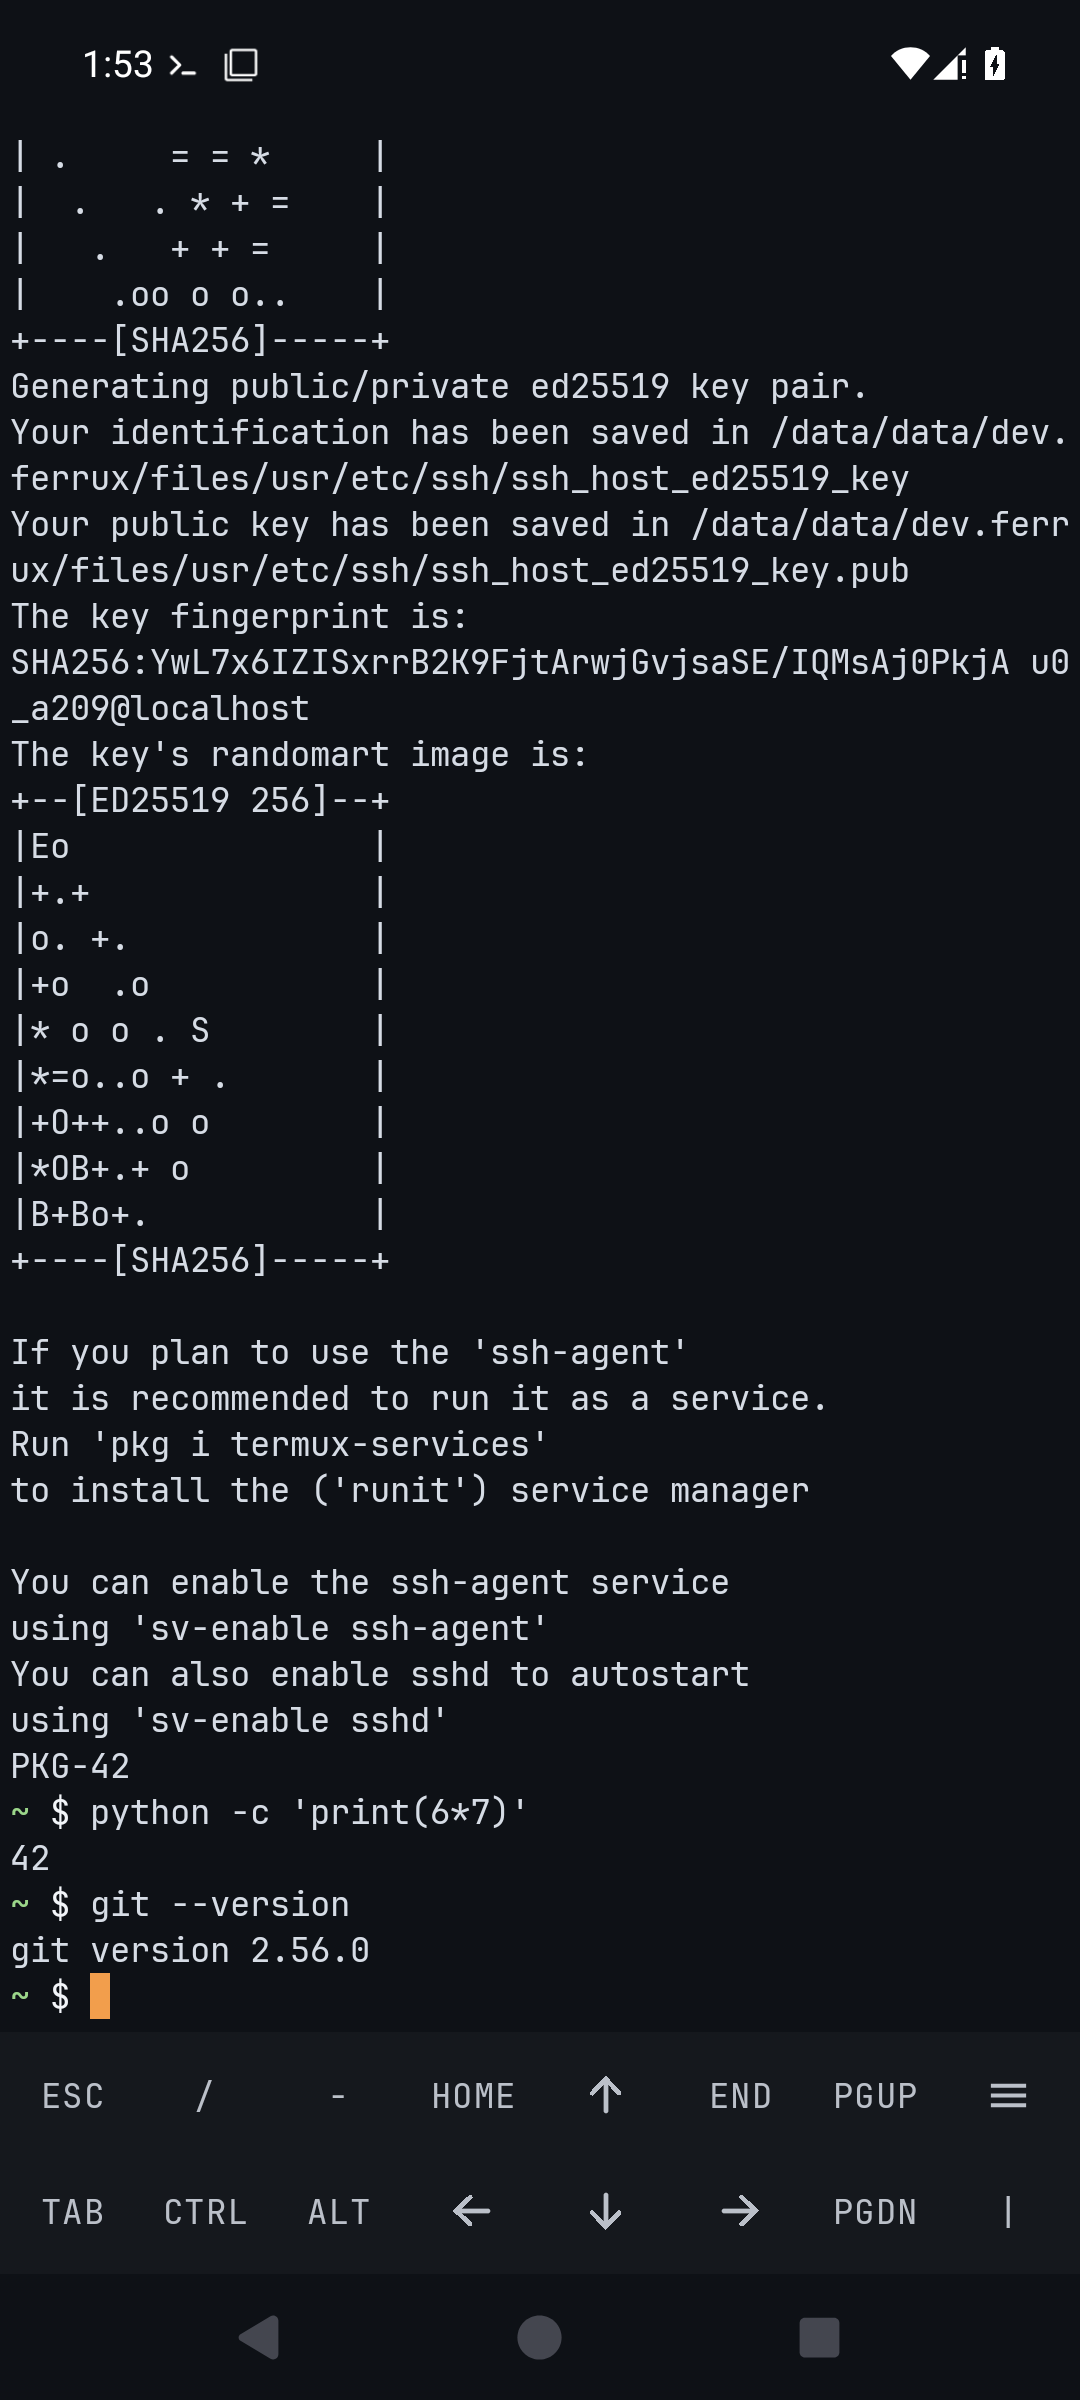 1:53
| .     = = *     |
|  .   . * + =    |
|   .   + + =     |
|    .oo o o..    |
+----[SHA256]-----+
Generating public/private ed25519 key pair.
Your identification has been saved in /data/data/dev.
ferrux/files/usr/etc/ssh/ssh_host_ed25519_key
Your public key has been saved in /data/data/dev.ferr
ux/files/usr/etc/ssh/ssh_host_ed25519_key.pub
The key fingerprint is:
SHA256:YwL7x6IZISxrrB2K9FjtArwjGvjsaSE/IQMsAj0PkjA u0
_a209@localhost
The key's randomart image is:
+--[ED25519 256]--+
|Eo               |
|+.+              |
|o. +.            |
|+o  .o           |
|* o o . S        |
|*=o..o + .       |
|+O++..o o        |
|*OB+.+ o         |
|B+Bo+.           |
+----[SHA256]-----+
If you plan to use the 'ssh-agent'
it is recommended to run it as a service.
Run 'pkg i termux-services'
to install the ('runit') service manager
You can enable the ssh-agent service
using 'sv-enable ssh-agent'
You can also enable sshd to autostart
using 'sv-enable sshd'
PKG-42
~ $ python -c 'print(6*7)'
42
~ $ git --version
git version 2.56.0
~ $
ESC / - HOME ↑ END PGUP ☰
TAB CTRL ALT ← ↓ → PGDN |